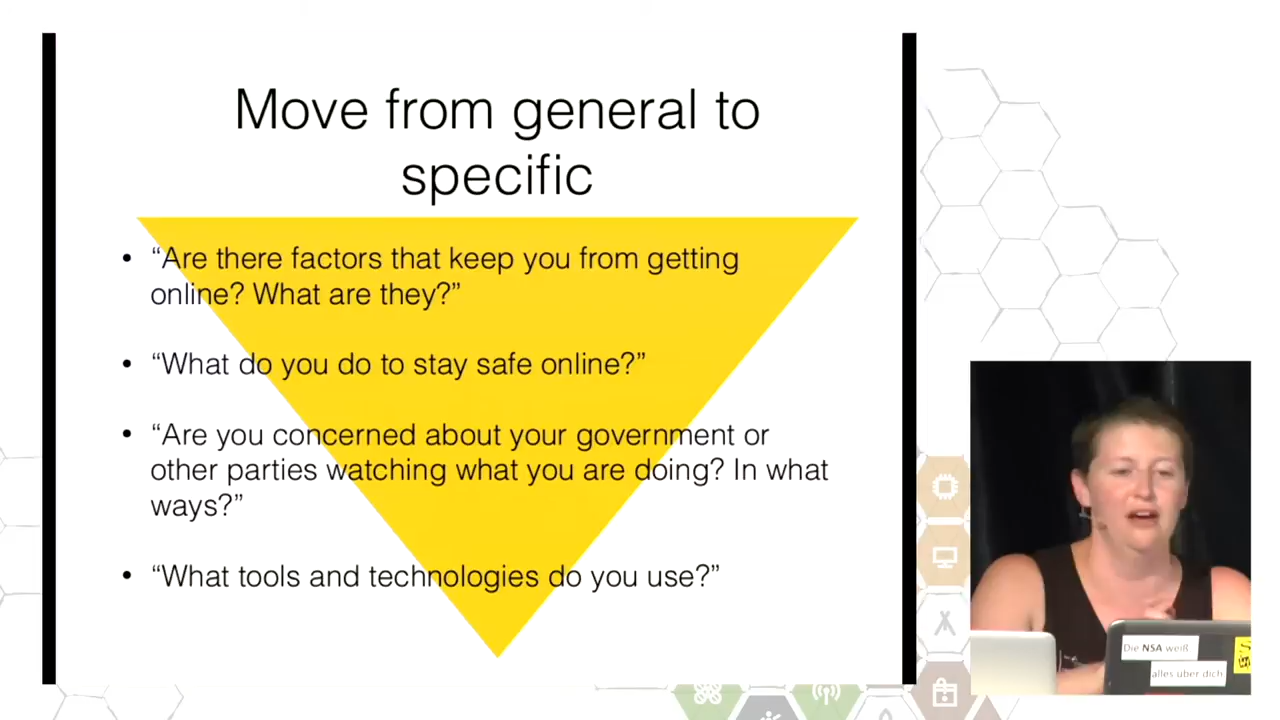 Move from general to
specific
• “Are there factors that keep you from getting
online? What are they?”
• “What do you do to stay safe online?”
• “Are you concerned about your government or
other parties watching what you are doing? In what
ways?”
• “What tools and technologies do you use?”
Die NSA weiß
alles über dich